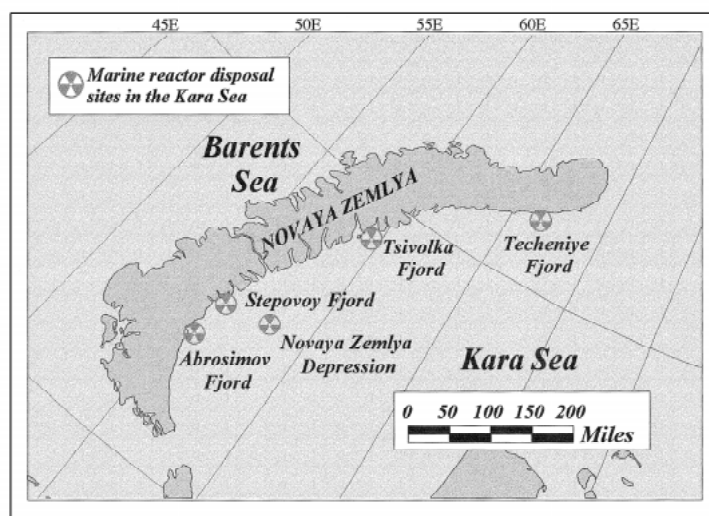 45E 50E 55E 60E 65E
Marine reactor disposal
sites in the Kara Sea
Barents
Sea
NOVAYA ZEMLYA
Tsivolka
Fjord
Techeniye
Fjord
Stepovoy Fjord
Abrosimov
Fjord
Novaya Zemlya
Depression
Kara Sea
0 50 100 150 200
Miles